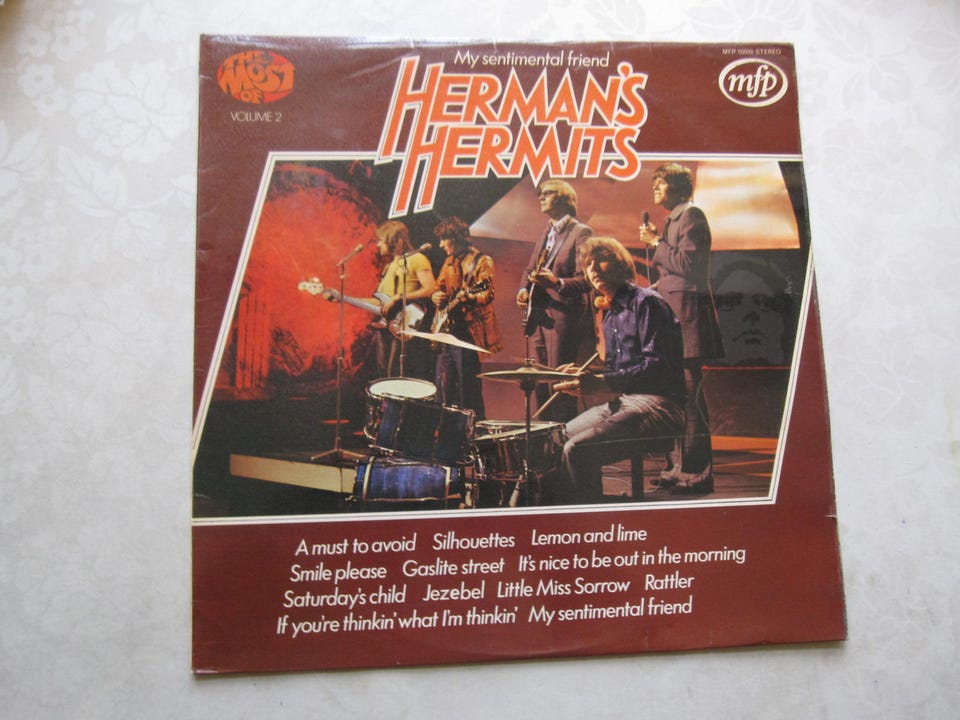 My sentimental friend
HERMAN'S
HERMITS
THE
MOST
OF
VOLUME 2
STEREO
mfp
A must to avoid Silhouettes Lemon and lime
Smile please Gaslite street It's nice to be out in the morning
Saturday's child Jezebel Little Miss Sorrow Rattler
If you're thinkin' what I'm thinkin' My sentimental friend